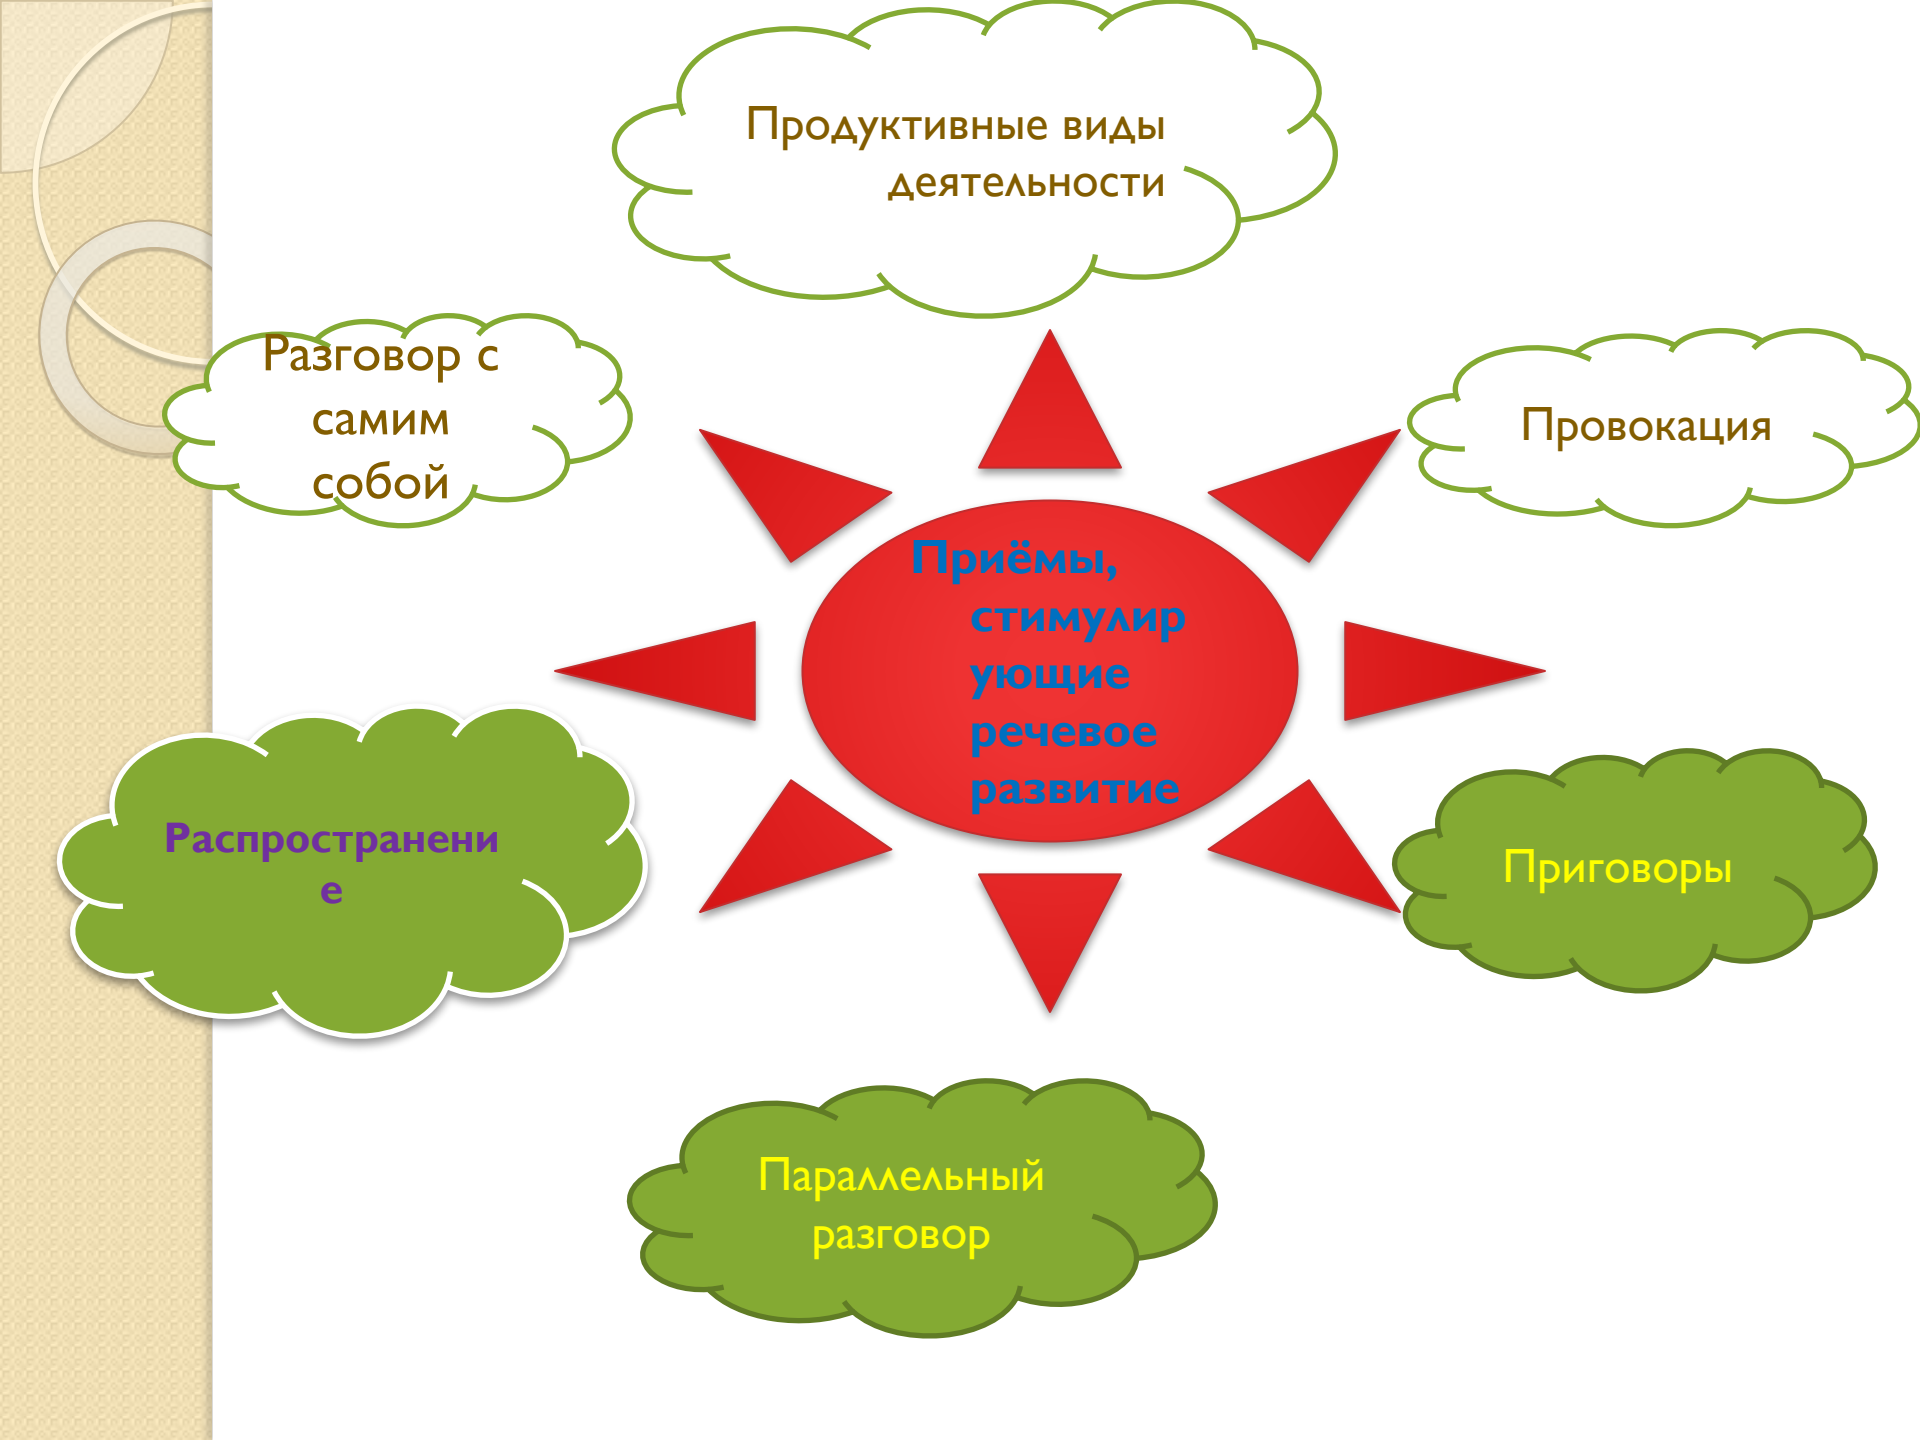 Продуктивные виды
деятельности
Разговор с
самим
собой
Провокация
Приёмы,
стимулир
ующие
речевое
развитие
Распространени
е
Приговоры
Параллельный
разговор